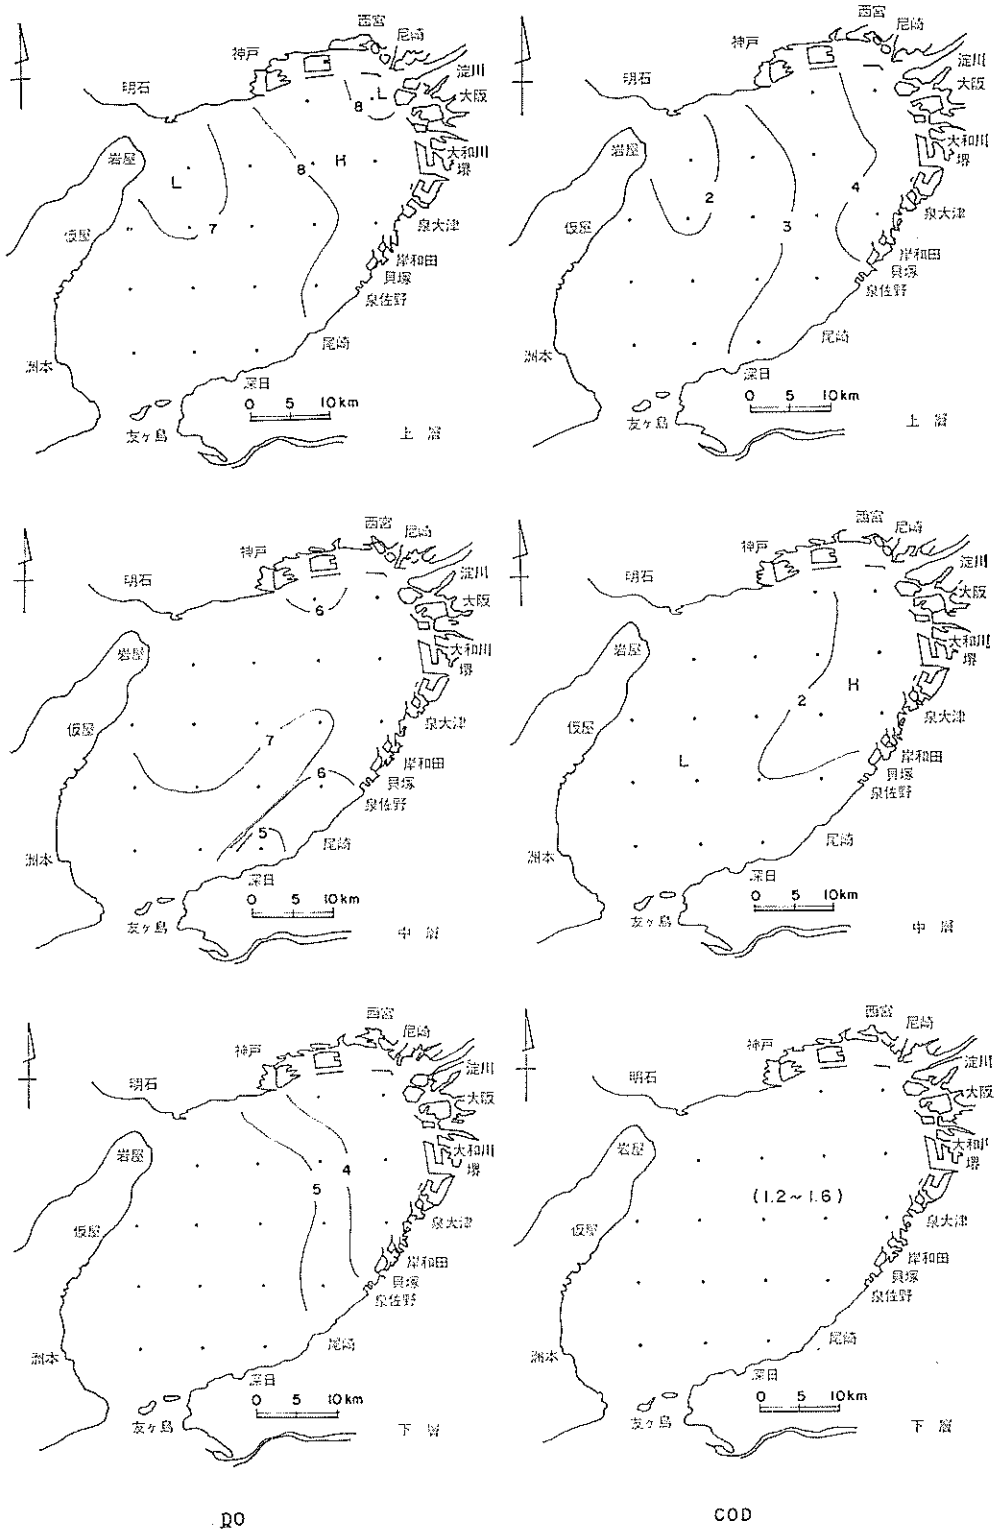 西宮
尼崎
神戸
淀川
明石
大阪
L
8
岩屋
8
H
大和川
堺
L
7
仮屋
泉大津
岸和田
貝塚
泉佐野
尾崎
洲本
深日
0 5 10km
友ヶ島
上層
西宮
尼崎
神戸
淀川
明石
大阪
岩屋
大和川
堺
2
4
3
仮屋
泉大津
岸和田
貝塚
泉佐野
尾崎
洲本
深日
0 5 10km
友ヶ島
上層
西宮
尼崎
神戸
淀川
明石
6
大阪
岩屋
大和川
堺
仮屋
7
泉大津
岸和田
6
貝塚
泉佐野
5
尾崎
洲本
深日
0 5 10km
友ヶ島
中層
西宮
尼崎
神戸
淀川
明石
大阪
岩屋
大和川
堺
H
2
仮屋
泉大津
L
岸和田
貝塚
泉佐野
尾崎
洲本
深日
0 5 10km
友ヶ島
中層
西宮
尼崎
神戸
淀川
明石
大阪
岩屋
大和川
堺
4
5
仮屋
泉大津
岸和田
貝塚
泉佐野
尾崎
洲本
深日
0 5 10km
友ヶ島
下層
西宮
尼崎
神戸
淀川
明石
大阪
岩屋
大和川
堺
(1.2~1.6)
仮屋
泉大津
岸和田
貝塚
泉佐野
尾崎
洲本
深日
0 5 10km
友ヶ島
下層
DO
COD